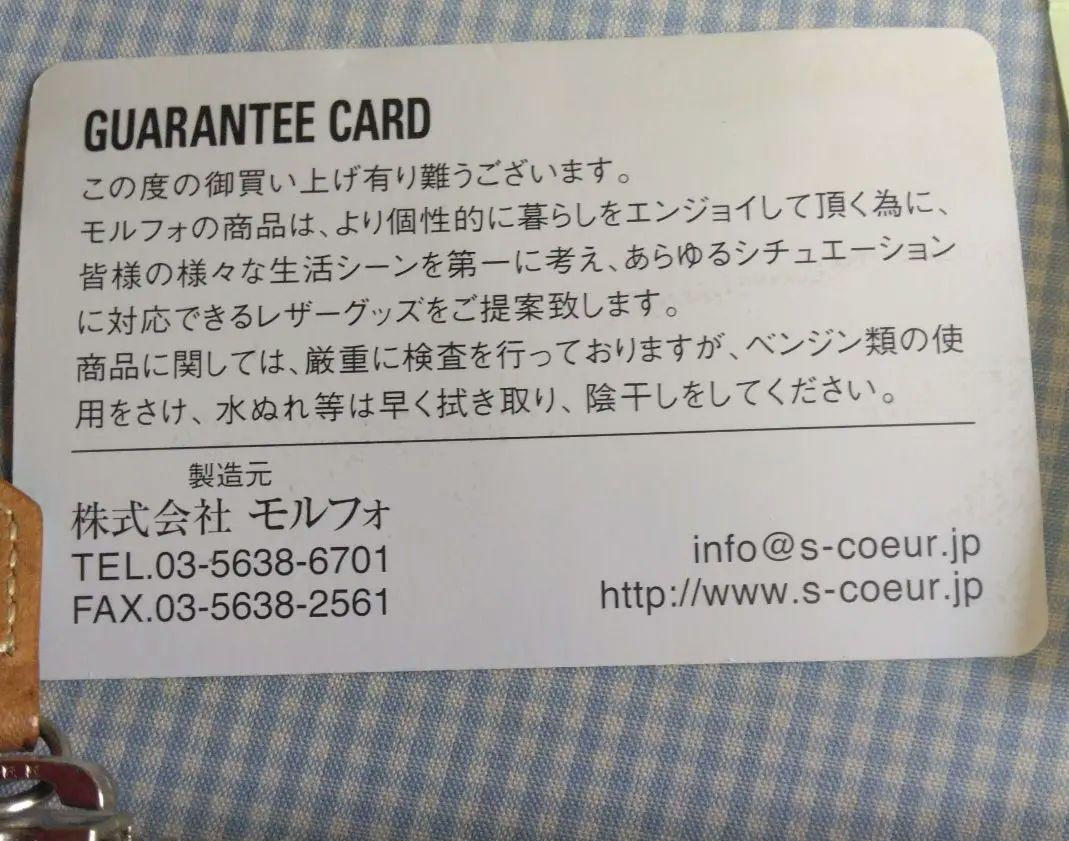 GUARANTEE CARD
この度の御買い上げ有り難うございます。
モルフォの商品は、より個性的に暮らしをエンジョイして頂く為に、
皆様の様々な生活シーンを第一に考え、あらゆるシチュエーション
に対応できるレザーグッズをご提案致します。
商品に関しては、厳重に検査を行っておりますが、ベンジン類の使
用をさけ、水ぬれ等は早く拭き取り、陰干しをしてください。
製造元
株式会社 モルフォ
TEL.03-5638-6701
FAX.03-5638-2561
info@s-coeur.jp
http://www.s-coeur.jp